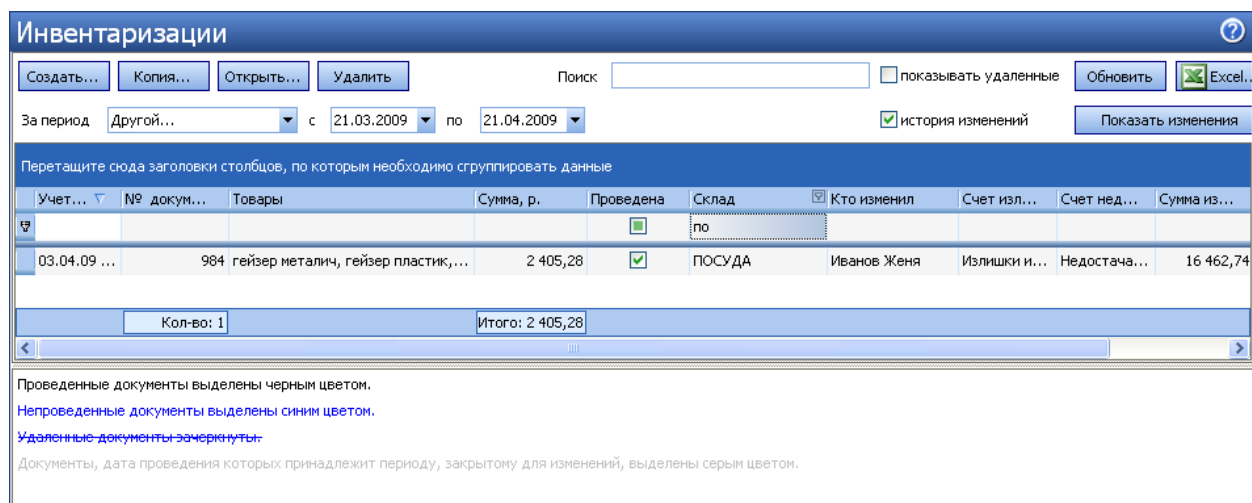 Инвентаризации
Создать... Копия... Открыть... Удалить Поиск показывать удаленные Обновить Excel..
За период Другой... с 21.03.2009 по 21.04.2009 история изменений Показать изменения
Перетащите сюда заголовки столбцов, по которым необходимо сгруппировать данные
Учет... № докум... Товары Сумма, р. Проведена Склад Кто изменил Счет изл... Счет нед... Сумма из...
по
03.04.09 ... 984 гейзер металич, гейзер пластик,... 2 405,28 ПОСУДА Иванов Женя Излишки и... Недостача... 16 462,74
Кол-во: 1 Итого: 2 405,28
Проведенные документы выделены черным цветом.
Непроведенные документы выделены синим цветом.
Удаленные документы зачеркнуты.
Документы, дата проведения которых принадлежит периоду, закрытому для изменений, выделены серым цветом.